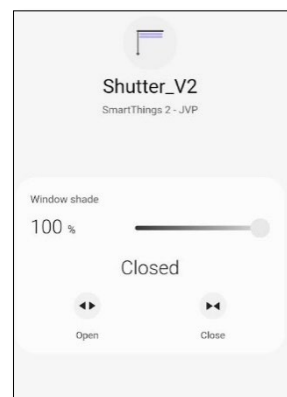 Shutter_V2
SmartThings 2 - JVP
Window shade
100 %
Closed
Open Close